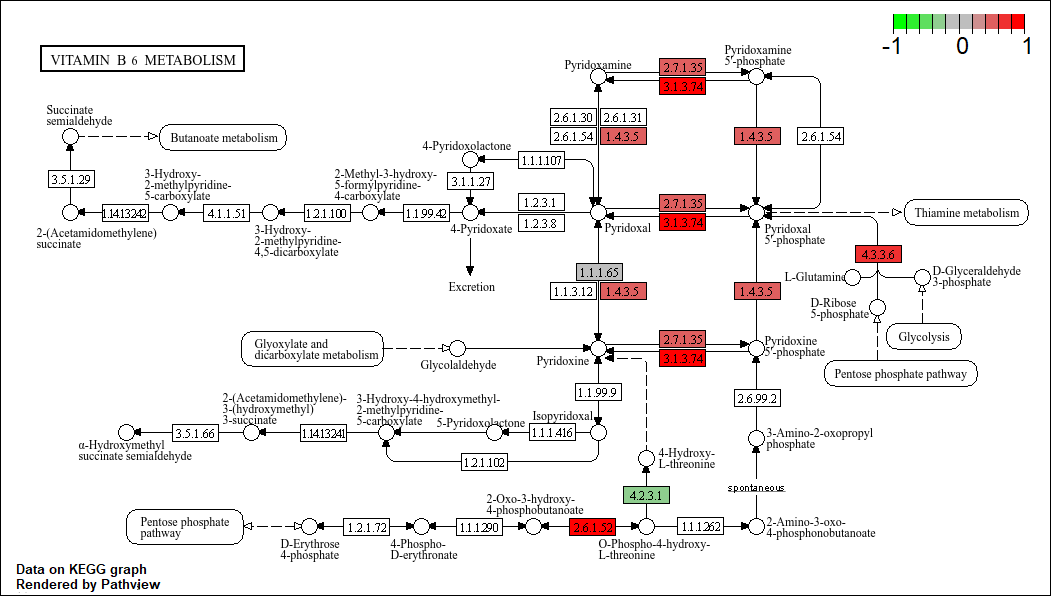 -1 0 1
VITAMIN B 6 METABOLISM
Pyridoxamine
Pyridoxamine
5'-phosphate
2.7.1.35
3.1.3.74
Succinate
semialdehyde
Butanoate metabolism
2.6.1.30
2.6.1.31
2.6.1.54
1.4.3.5
1.4.3.5
2.6.1.54
4-Pyridoxolactone
1.1.1.107
3.5.1.29
3-Hydroxy-
2-methylpyridine-
5-carboxylate
2-Methyl-3-hydroxy-
5-formylpyridine-
4-carboxylate
3.1.1.27
1.14.13.242
4.1.1.51
1.2.1.100
1.1.99.42
1.2.3.1
1.2.3.8
2.7.1.35
3.1.3.74
Thiamine metabolism
2-(Acetamidomethylene)
succinate
3-Hydroxy-
2-methylpyridine-
4,5-dicarboxylate
4-Pyridoxate
Pyridoxal
Pyridoxal
5'-phosphate
4.3.3.6
Excretion
1.1.1.65
1.1.3.12
1.4.3.5
1.4.3.5
L-Glutamine
D-Glyceraldehyde
3-phosphate
D-Ribose
5-phosphate
Glycolysis
Pentose phosphate pathway
Glyoxylate and
dicarboxylate metabolism
Glycolaldehyde
Pyridoxine
2.7.1.35
3.1.3.74
Pyridoxine
5'-phosphate
1.1.99.9
2.6.99.2
2-(Acetamidomethylene)-
3-(hydroxymethyl)
3-succinate
3-Hydroxy-4-hydroxymethyl-
2-methylpyridine-
5-carboxylate
5-Pyridoxolactone
Isopyridoxal
3.5.1.66
1.14.13.241
1.1.1.416
α-Hydroxymethyl
succinate semialdehyde
1.2.1.102
3-Amino-2-oxopropyl
phosphate
4-Hydroxy-
L-threonine
spontaneous
4.2.3.1
Pentose phosphate
pathway
2-Oxo-3-hydroxy-
4-phosphobutanoate
1.2.1.72
1.1.1.290
2.6.1.52
1.1.1.262
2-Amino-3-oxo-
4-phosphonobutanoate
D-Erythrose
4-phosphate
4-Phospho-
D-erythronate
O-Phospho-4-hydroxy-
L-threonine
Data on KEGG graph
Rendered by Pathview